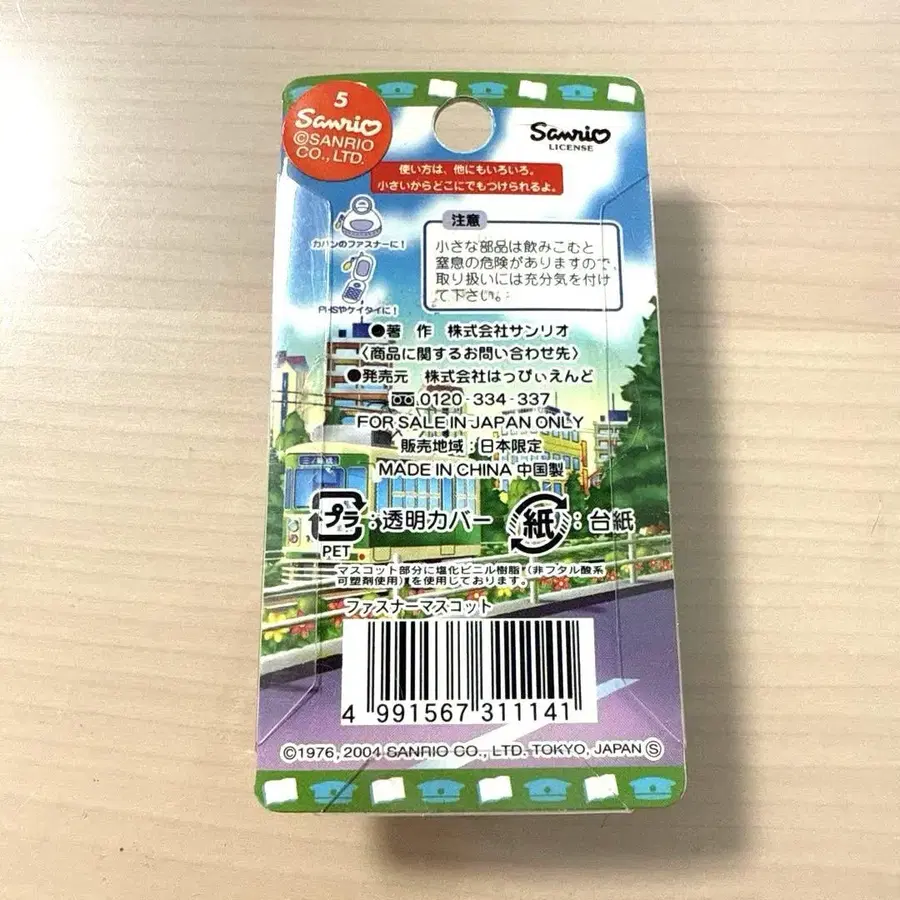 5
Sanrio
©SANRIO
CO., LTD.
Sanrio
LICENSE
使い方は、他にもいろいろ。
小さいからどこにでもつけられるよ。
カバンのファスナーに!
PHSやケイタイに!
注意
小さな部品は飲みこむと
窒息の危険がありますので、
取り扱いには充分気を付け
て下さい。
●著 作 株式会社サンリオ
〈商品に関するお問い合わせ先〉
●発売元 株式会社はっぴぃえんど
0120-334-337
FOR SALE IN JAPAN ONLY
販売地域:日本限定
MADE IN CHINA 中国製
プラ:透明カバー
PET
紙:台紙
マスコット部分に塩化ビニル樹脂(非フタル酸系
可塑剤使用)を使用しております。
ファスナーマスコット
4 991567 311141
©1976, 2004 SANRIO CO., LTD. TOKYO, JAPAN Ⓢ